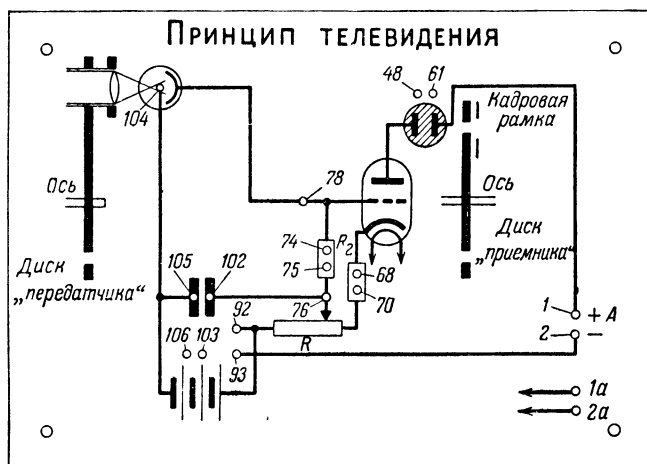 ПРИНЦИП ТЕЛЕВИДЕНИЯ
48 61
104
Кадровая
рамка
78
Ось
Ось
74 R₂
75
68
70
Диск
„передатчика“
Диск
„приемника“
105 102
76
92
1 + А
2 –
106 103
R
93
1а
2а